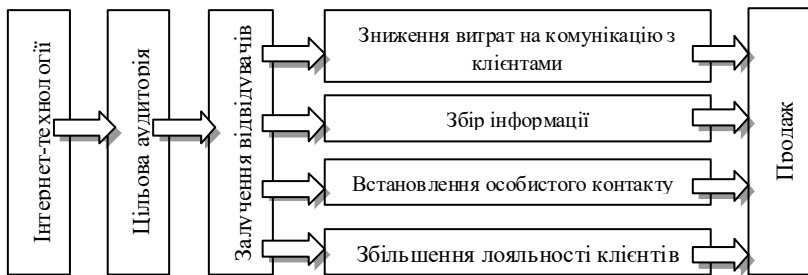 Інтернет-технології
Цільова аудиторія
Залучення відвідувачів
Зниження витрат на комунікацію з
клієнтами
Збір інформації
Встановлення особистого контакту
Збільшення лояльності клієнтів
Продаж